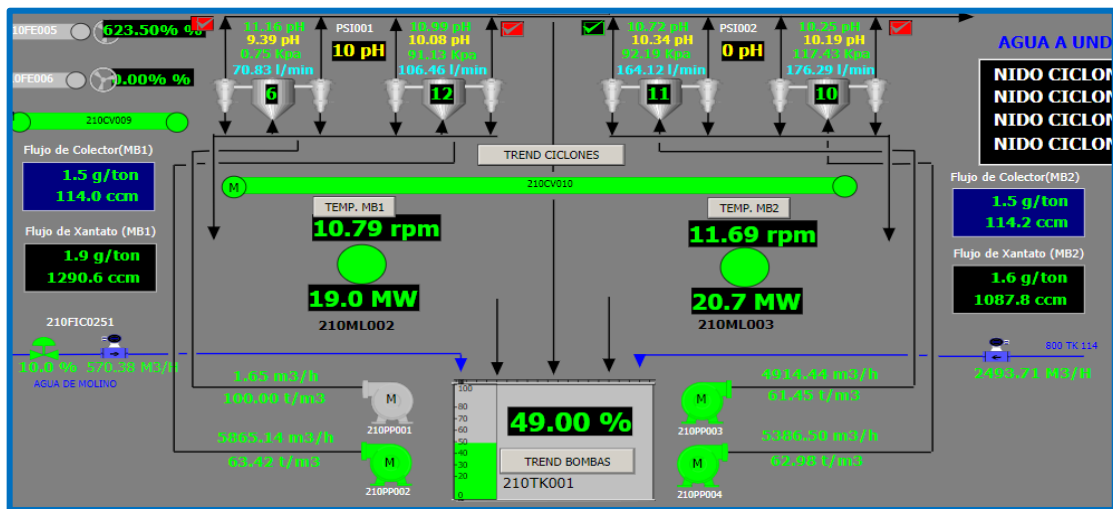 10FE005
623.50% %
0FE006
0.00% %
210CV009
11.16 pH
9.39 pH
0.75 Kpa
70.83 l/min
PSI001
10 pH
10.99 pH
10.08 pH
91.13 Kpa
106.46 l/min
10.72 pH
10.34 pH
92.19 Kpa
164.12 l/min
PSI002
0 pH
10.25 pH
10.19 pH
117.43 Kpa
176.29 l/min
6
12
11
10
AGUA A UND
NIDO CICLON
NIDO CICLON
NIDO CICLON
NIDO CICLON
TREND CICLONES
M
210CV010
Flujo de Colector(MB1)
1.5 g/ton
114.0 ccm
Flujo de Xantato (MB1)
1.9 g/ton
1290.6 ccm
TEMP. MB1
10.79 rpm
19.0 MW
210ML002
TEMP. MB2
11.69 rpm
20.7 MW
210ML003
Flujo de Colector(MB2)
1.5 g/ton
114.2 ccm
Flujo de Xantato (MB2)
1.6 g/ton
1087.8 ccm
210FIC0251
10.0 %
570.38 M3/H
AGUA DE MOLINO
800 TK 114
2493.71 M3/H
1.65 m3/h
100.00 t/m3
M
210PP001
5865.14 m3/h
63.42 t/m3
M
210PP002
100
80
70
60
50
40
30
20
0
49.00 %
TREND BOMBAS
210TK001
4914.44 m3/h
61.45 t/m3
M
210PP003
5386.50 m3/h
62.98 t/m3
M
210PP004